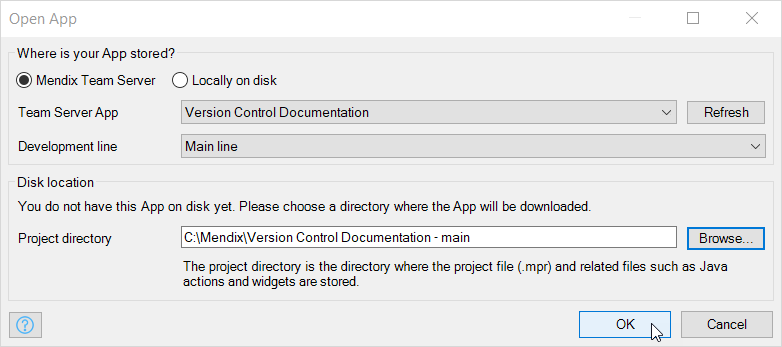 Open App
Where is your App stored?
Mendix Team Server
Locally on disk
Team Server App
Version Control Documentation
Refresh
Development line
Main line
Disk location
You do not have this App on disk yet. Please choose a directory where the App will be downloaded.
Project directory
C:\Mendix\Version Control Documentation - main
Browse...
The project directory is the directory where the project file (.mpr) and related files such as Java
actions and widgets are stored.
?
OK
Cancel